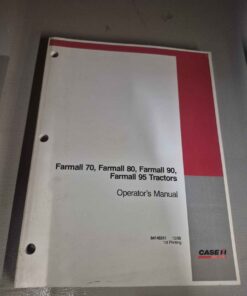 Farmall 70, Farmall 80, Farmall 90,
Farmall 95 Tractors
Operator's Manual
1st Printing
CASE IH